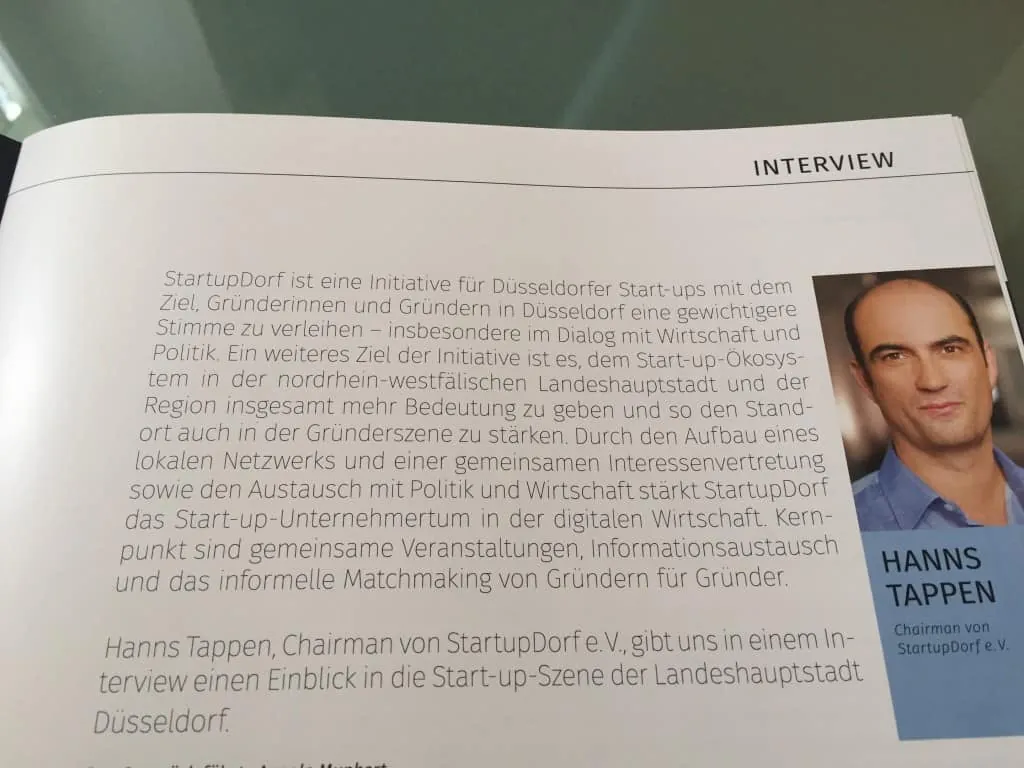 INTERVIEW
StartupDorf ist eine Initiative für Düsseldorfer Start-ups mit dem
Ziel, Gründerinnen und Gründern in Düsseldorf eine gewichtigere
Stimme zu verleihen – insbesondere im Dialog mit Wirtschaft und
Politik. Ein weiteres Ziel der Initiative ist es, dem Start-up-Ökosys-
tem in der nordrhein-westfälischen Landeshauptstadt und der
Region insgesamt mehr Bedeutung zu geben und so den Stand-
ort auch in der Gründerszene zu stärken. Durch den Aufbau eines
lokalen Netzwerks und einer gemeinsamen Interessenvertretung
sowie den Austausch mit Politik und Wirtschaft stärkt StartupDorf
das Start-up-Unternehmertum in der digitalen Wirtschaft. Kern-
punkt sind gemeinsame Veranstaltungen, Informationsaustausch
und das informelle Matchmaking von Gründern für Gründer.
Hanns Tappen, Chairman von StartupDorf e.V., gibt uns in einem In-
terview einen Einblick in die Start-up-Szene der Landeshauptstadt
Düsseldorf.
HANNS
TAPPEN
Chairman von
StartupDorf e.V.